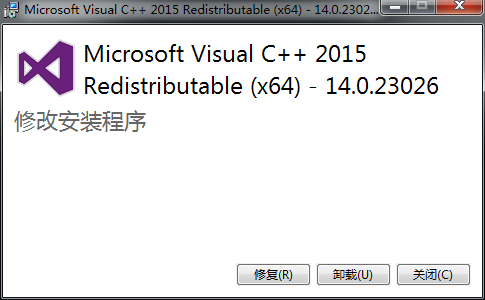 Microsoft Visual C++ 2015 Redistributable (x64) - 14.0.2302...
Microsoft Visual C++ 2015
Redistributable (x64) - 14.0.23026
修改安装程序
修复(R) 卸载(U) 关闭(C)